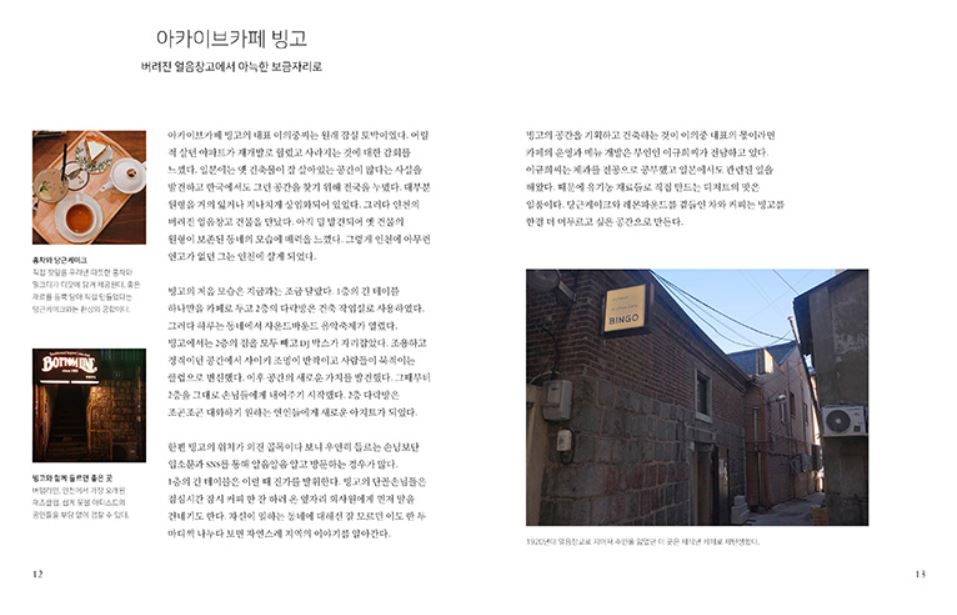 아카이브카페 빙고
버려진 얼음창고에서 아늑한 보금자리로
홍차와 당근케이크
직접 찻잎을 우려낸 따뜻한 홍차와
밀크티가 티팟에 담겨 제공된다. 좋은
재료를 듬뿍 담아 직접 만들었다는
당근케이크와는 환상의 궁합이다.
BOTTOM LINE
빙고와 함께 들르면 좋은 곳
버텀라인. 인천에서 가장 오래된
재즈클럽. 쉽게 못볼 아티스트의
공연들을 부담 없이 접할 수 있다.
아카이브카페 빙고의 대표 이의중씨는 원래 잠실 토박이였다. 어릴
적 살던 아파트가 재개발로 헐렸고 사라지는 것에 대한 감회를
느꼈다. 일본에는 옛 건축물이 잘 살아있는 공간이 많다는 사실을
발견하고 한국에서도 그런 공간을 찾기 위해 전국을 누볐다. 대부분
원형을 거의 잃거나 지나치게 상업화되어 있었다. 그러다 인천의
버려진 얼음창고 건물을 만났다. 아직 덜 발견되어 옛 건물의
원형이 보존된 동네의 모습에 매력을 느꼈다. 그렇게 인천에 아무런
연고가 없던 그는 인천에 살게 되었다.
빙고의 처음 모습은 지금과는 조금 달랐다. 1층의 긴 테이블
하나만을 카페로 두고 2층의 다락방은 건축 작업실로 사용하였다.
그러다 하루는 동네에서 사운드바운드 음악축제가 열렸다.
빙고에서는 2층의 짐을 모두 빼고 DJ 박스가 자리잡았다. 조용하고
정적이던 공간에서 사이키 조명이 반짝이고 사람들이 북적이는
클럽으로 변신했다. 이후 공간의 새로운 가치를 발견했다. 그때부터
2층을 그대로 손님들에게 내어주기 시작했다. 2층 다락방은
조곤조곤 대화하기 원하는 연인들에게 새로운 아지트가 되었다.
한편 빙고의 위치가 외진 골목이다 보니 우연히 들르는 손님보단
입소문과 SNS를 통해 알음알음 알고 방문하는 경우가 많다.
1층의 긴 테이블은 이럴 때 진가를 발휘한다. 빙고의 단골손님들은
점심시간 잠시 커피 한 잔 하러 온 옆자리 회사원에게 먼저 말을
건네기도 한다. 자신이 일하는 동네에 대해선 잘 모르던 이도 한 두
마디씩 나누다 보면 자연스레 지역의 이야기를 알아간다.
12
빙고의 공간을 기획하고 건축하는 것이 이의중 대표의 몫이라면
카페의 운영과 메뉴 개발은 부인인 이규희씨가 전담하고 있다.
이규희씨는 제과를 전공으로 공부했고 일본에서도 관련된 일을
해왔다. 때문에 유기농 재료들로 직접 만드는 디저트의 맛은
일품이다. 당근케이크와 레몬파운드를 곁들인 차와 커피는 빙고를
한결 더 머무르고 싶은 공간으로 만든다.
BINGO
1920년대 얼음창고로 지어져 주인을 잃었던 이 곳은 재작년 카페로 재탄생했다.
13